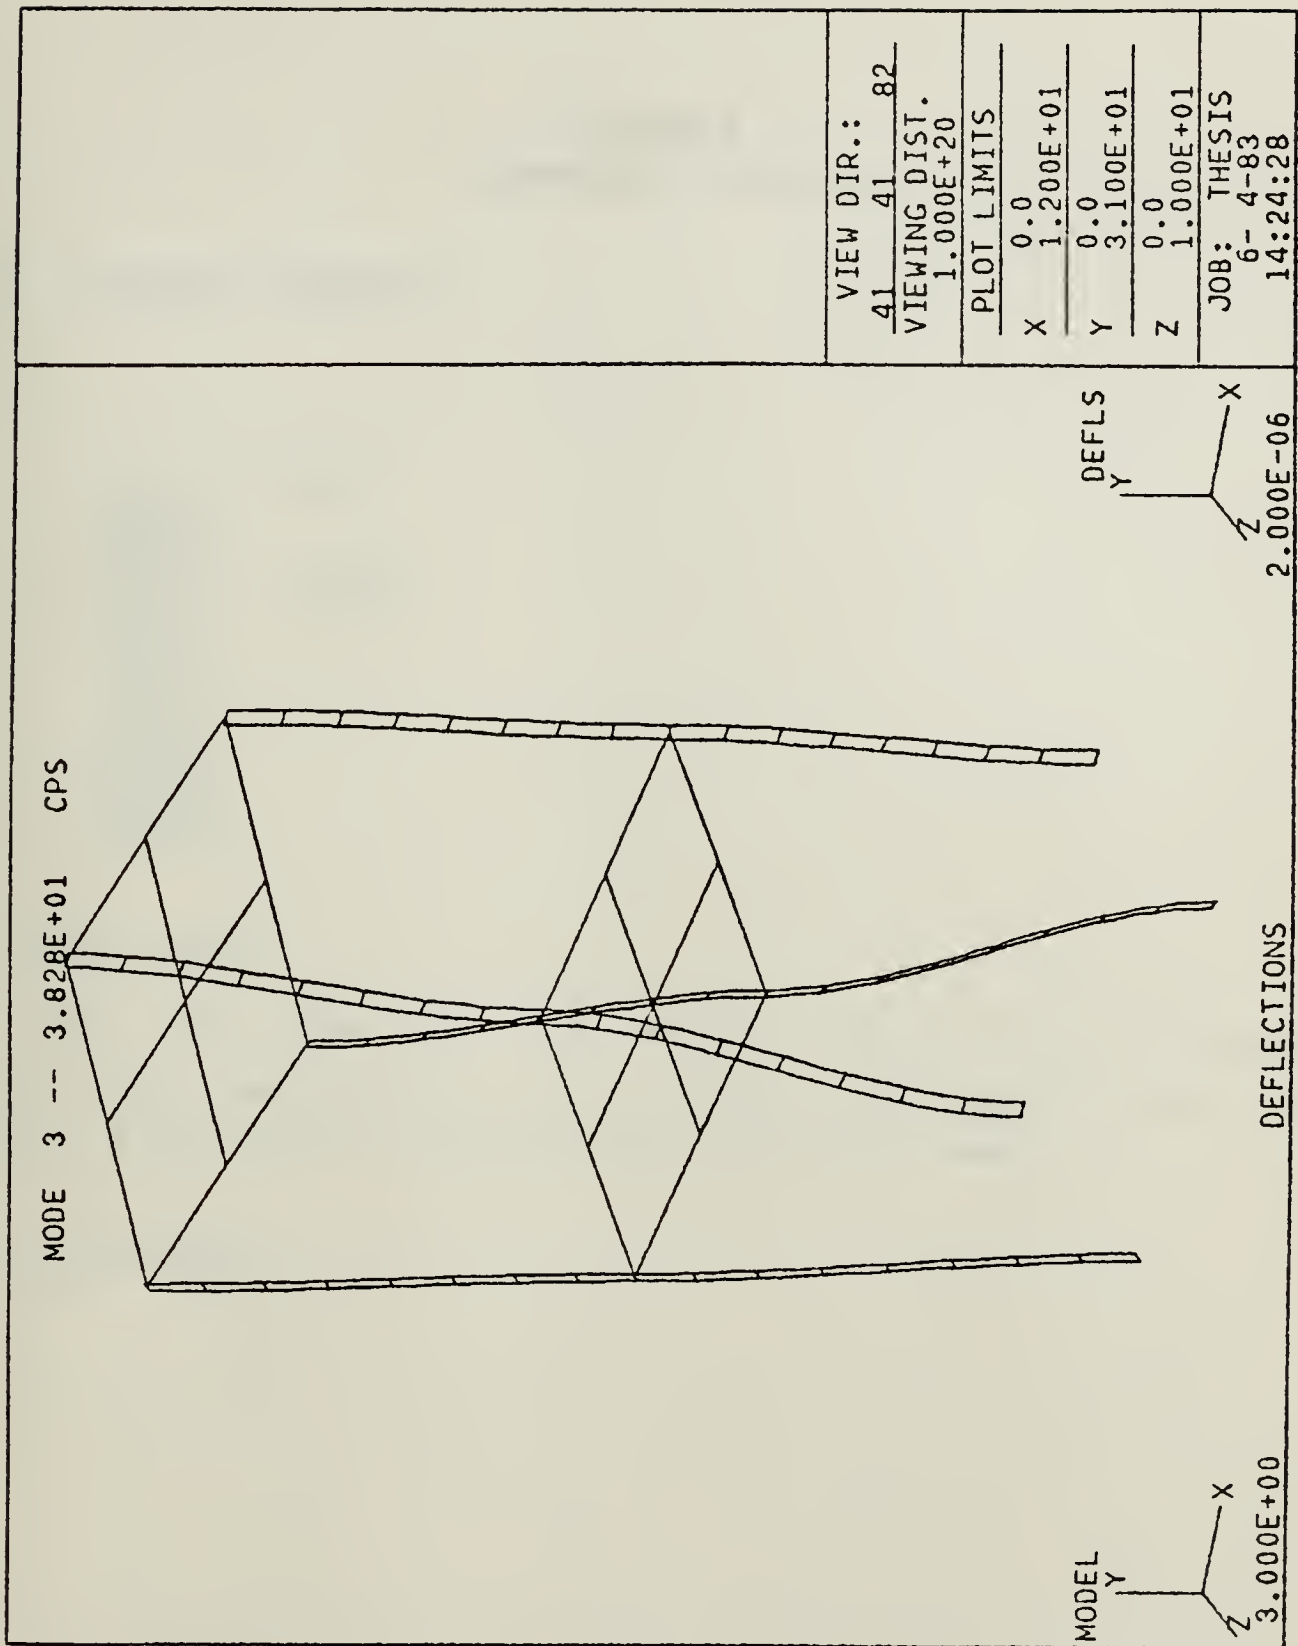 MODE 3 -- 3.828E+01 CPS
VIEW DIR.:
41 41 82
VIEWING DIST.
1.000E+20
PLOT LIMITS
X 0.0
1.200E+01
Y 0.0
3.100E+01
Z 0.0
1.000E+01
JOB: THESIS
6- 4-83
14:24:28
MODEL
Y
X
Z
3.000E+00
DEFLECTIONS
DEFLS
Y
X
Z
2.000E-06